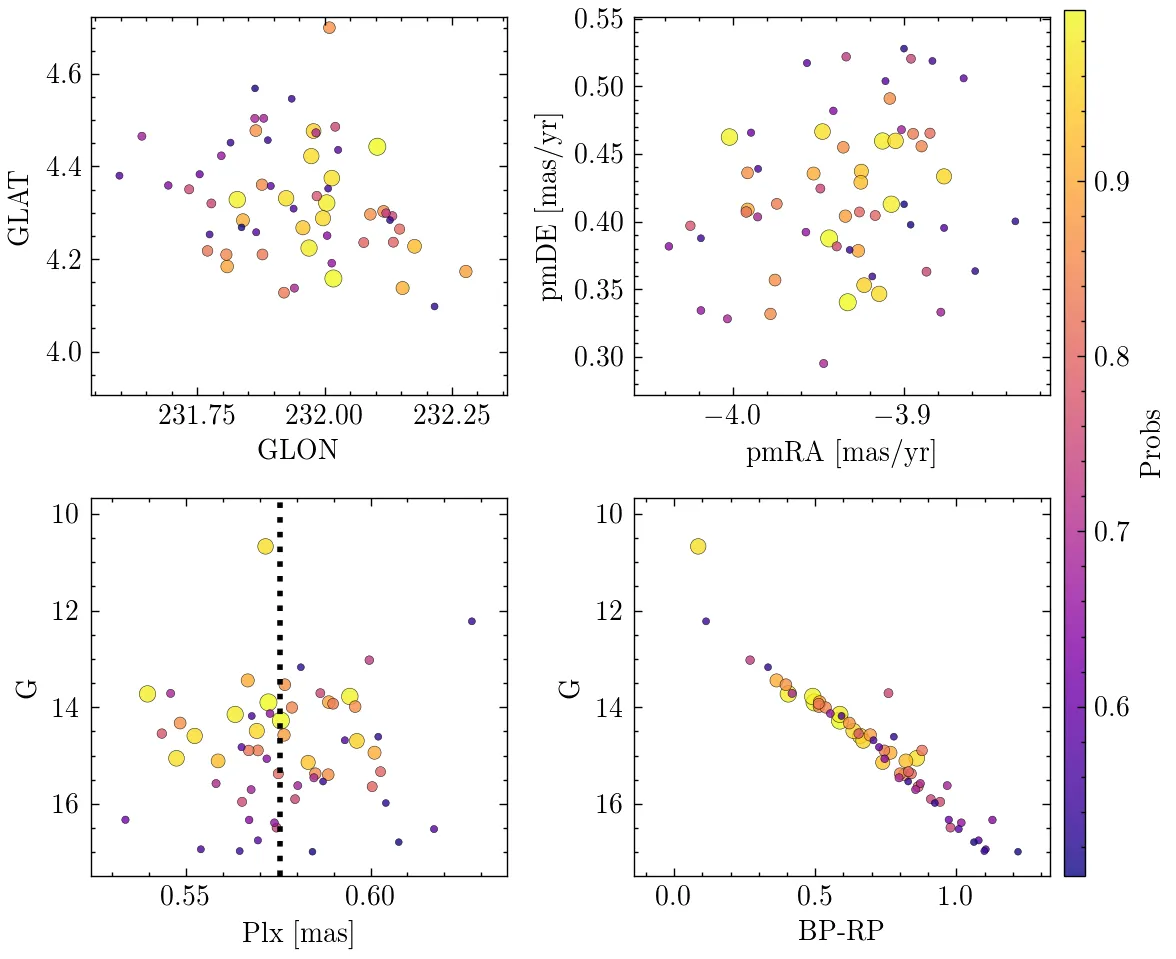 4.6
4.4
4.2
4.0
GLAT
231.75 232.00 232.25
GLON
0.55
0.50
0.45
0.40
0.35
0.30
pmDE [mas/yr]
−4.0 −3.9
pmRA [mas/yr]
10
12
14
16
G
0.55 0.60
Plx [mas]
10
12
14
16
G
0.0 0.5 1.0
BP-RP
0.9
0.8
0.7
0.6
Probs